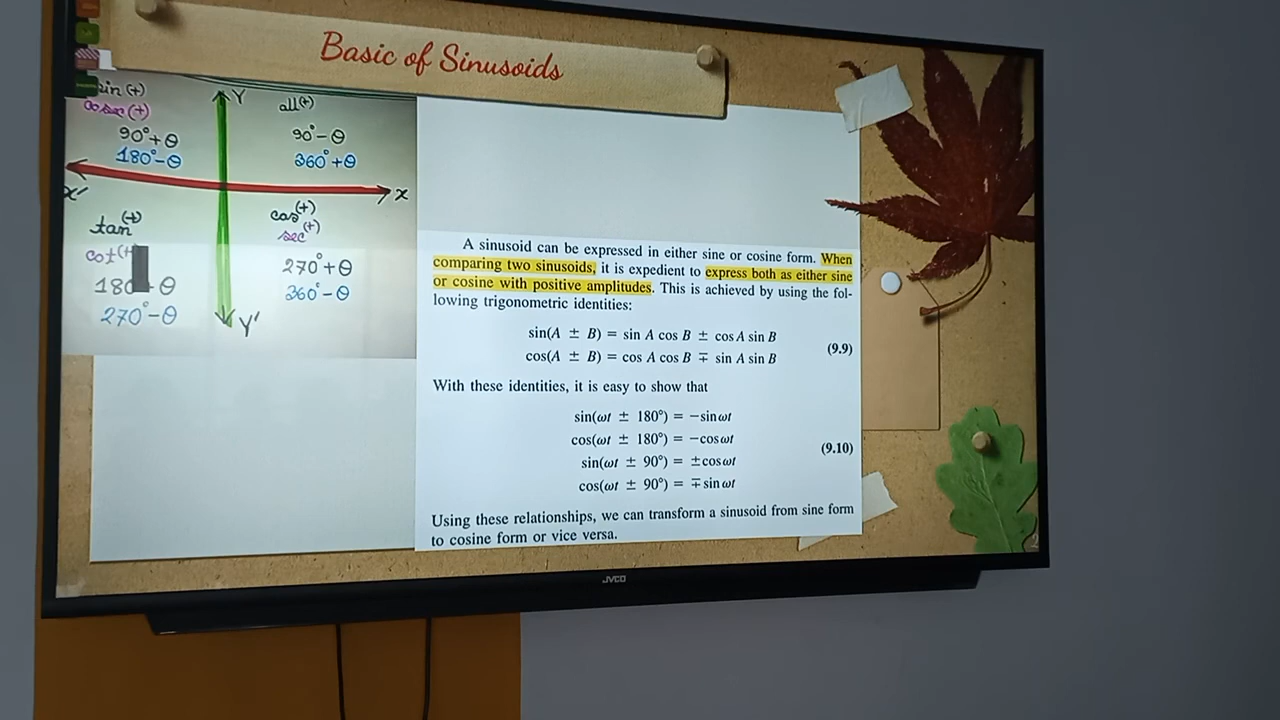 Basic of Sinusoids
sin (+)
cosec (+)
90°+θ
180°-θ
Y
all (+)
90°-θ
360°+θ
X'
X
tan (+)
cot (+
θ
270°-θ
cos (+)
sec (+)
270°+θ
360°-θ
Y'
A sinusoid can be expressed in either sine or cosine form. When
comparing two sinusoids, it is expedient to express both as either sine
or cosine with positive amplitudes. This is achieved by using the fol-
lowing trigonometric identities:
sin(A ± B) = sin A cos B ± cos A sin B
cos(A ± B) = cos A cos B ∓ sin A sin B
(9.9)
With these identities, it is easy to show that
sin(ωt ± 180°) = −sin ωt
cos(ωt ± 180°) = −cos ωt
sin(ωt ± 90°) = ±cos ωt
cos(ωt ± 90°) = ∓sin ωt
(9.10)
Using these relationships, we can transform a sinusoid from sine form
to cosine form or vice versa.
JVCO